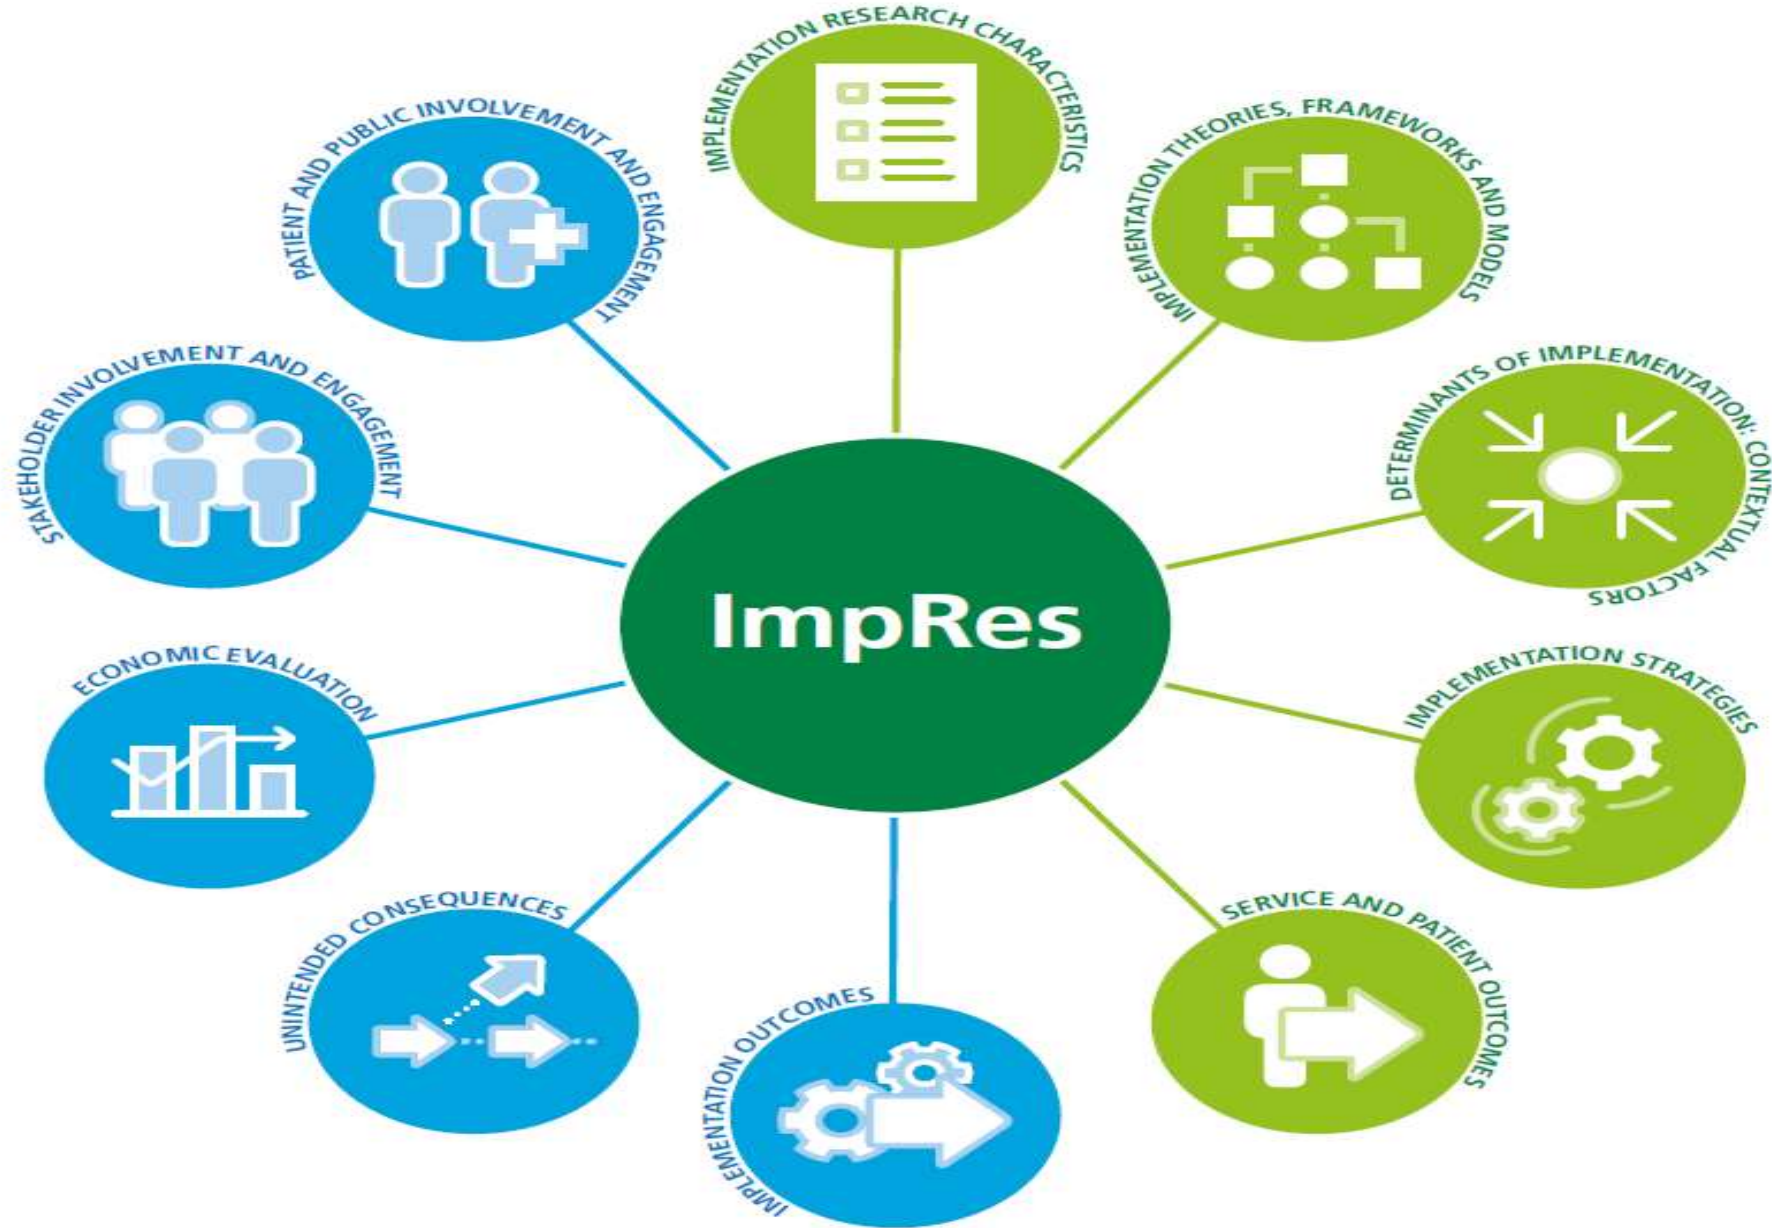 IMPLEMENTATION RESEARCH CHARACTERISTICS
IMPLEMENTATION THEORIES, FRAMEWORKS AND MODELS
DETERMINANTS OF IMPLEMENTATION: CONTEXTUAL FACTORS
IMPLEMENTATION STRATEGIES
SERVICE AND PATIENT OUTCOMES
IMPLEMENTATION OUTCOMES
UNINTENDED CONSEQUENCES
ECONOMIC EVALUATION
STAKEHOLDER INVOLVEMENT AND ENGAGEMENT
PATIENT AND PUBLIC INVOLVEMENT AND ENGAGEMENT
ImpRes